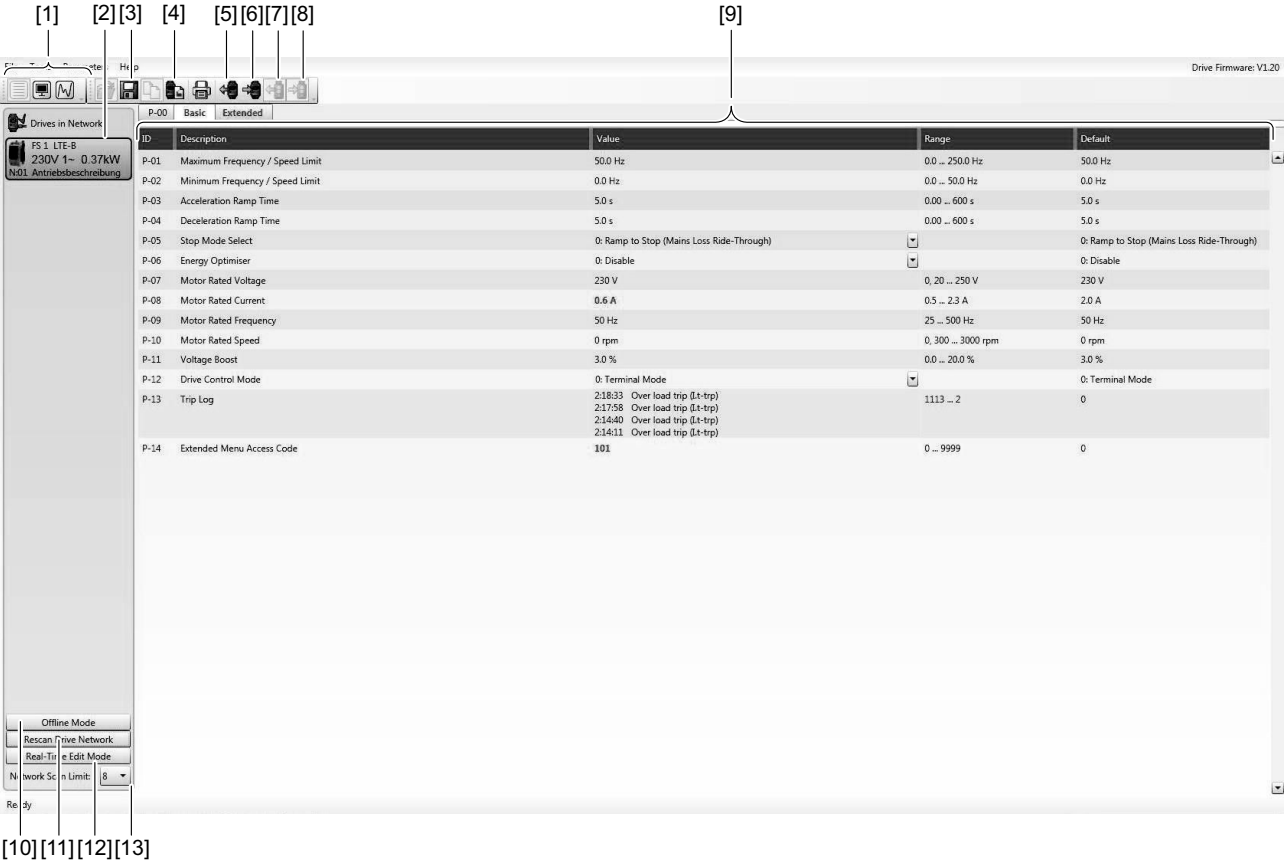 [1] [2] [3] [4] [5] [6] [7] [8] [9]
Help Drive Firmware: V1.20
Drives in Network
P-00 Basic Extended
FS 1 LTE-B
230V 1~ 0.37kW
N:01 Antriebsbeschreibung
ID Description Value Range Default
P-01 Maximum Frequency / Speed Limit 50.0 Hz 0.0 ... 250.0 Hz 50.0 Hz
P-02 Minimum Frequency / Speed Limit 0.0 Hz 0.0 ... 50.0 Hz 0.0 Hz
P-03 Acceleration Ramp Time 5.0 s 0.00 ... 600 s 5.0 s
P-04 Deceleration Ramp Time 5.0 s 0.00 ... 600 s 5.0 s
P-05 Stop Mode Select 0: Ramp to Stop (Mains Loss Ride-Through) 0: Ramp to Stop (Mains Loss Ride-Through)
P-06 Energy Optimiser 0: Disable 0: Disable
P-07 Motor Rated Voltage 230 V 0, 20 ... 250 V 230 V
P-08 Motor Rated Current 0.6 A 0.5 ... 2.3 A 2.0 A
P-09 Motor Rated Frequency 50 Hz 25 ... 500 Hz 50 Hz
P-10 Motor Rated Speed 0 rpm 0, 300 ... 3000 rpm 0 rpm
P-11 Voltage Boost 3.0 % 0.0 ... 20.0 % 3.0 %
P-12 Drive Control Mode 0: Terminal Mode 0: Terminal Mode
P-13 Trip Log 2:18:33 Over load trip (I.t-trp) 1113 ... 2 0
2:17:58 Over load trip (I.t-trp)
2:14:40 Over load trip (I.t-trp)
2:14:11 Over load trip (I.t-trp)
P-14 Extended Menu Access Code 101 0 ... 9999 0
Offline Mode
Rescan Drive Network
Real-Time Edit Mode
Network Scan Limit: 8
Ready
[10] [11] [12] [13]